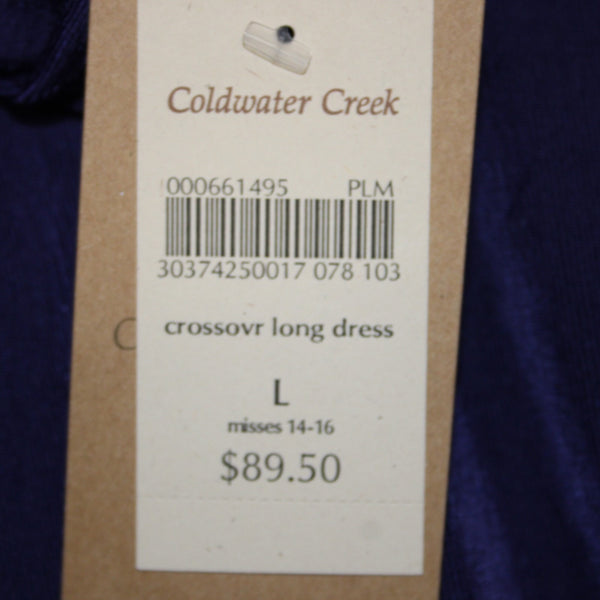 Coldwater Creek
000661495 PLM
30374250017 078 103
crossovr long dress
C
L
misses 14-16
$89.50